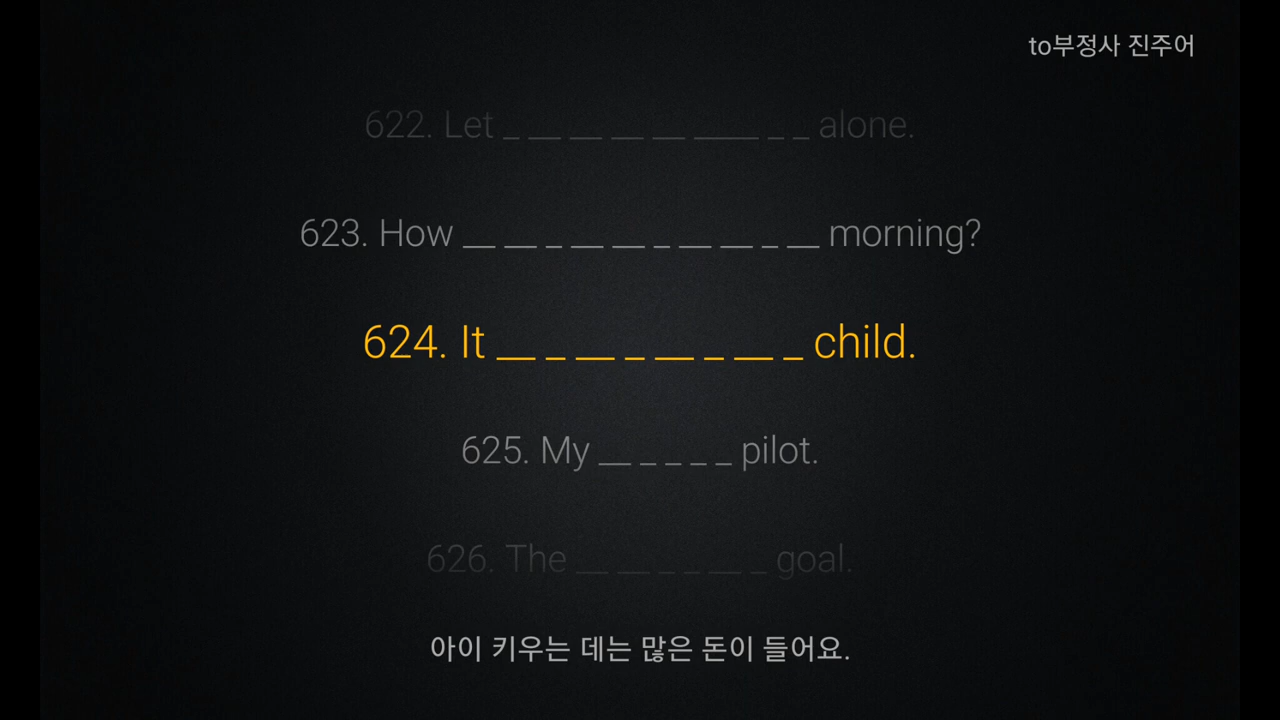 to부정사 진주어
622. Let _ __ __ __ __ ___ _ _ alone.
623. How __ __ _ __ __ _ __ __ _ __ morning?
624. It __ _ __ _ __ _ __ _ child.
625. My __ _ _ _ _ pilot.
626. The __ __ _ _ __ _ goal.
아이 키우는 데는 많은 돈이 들어요.